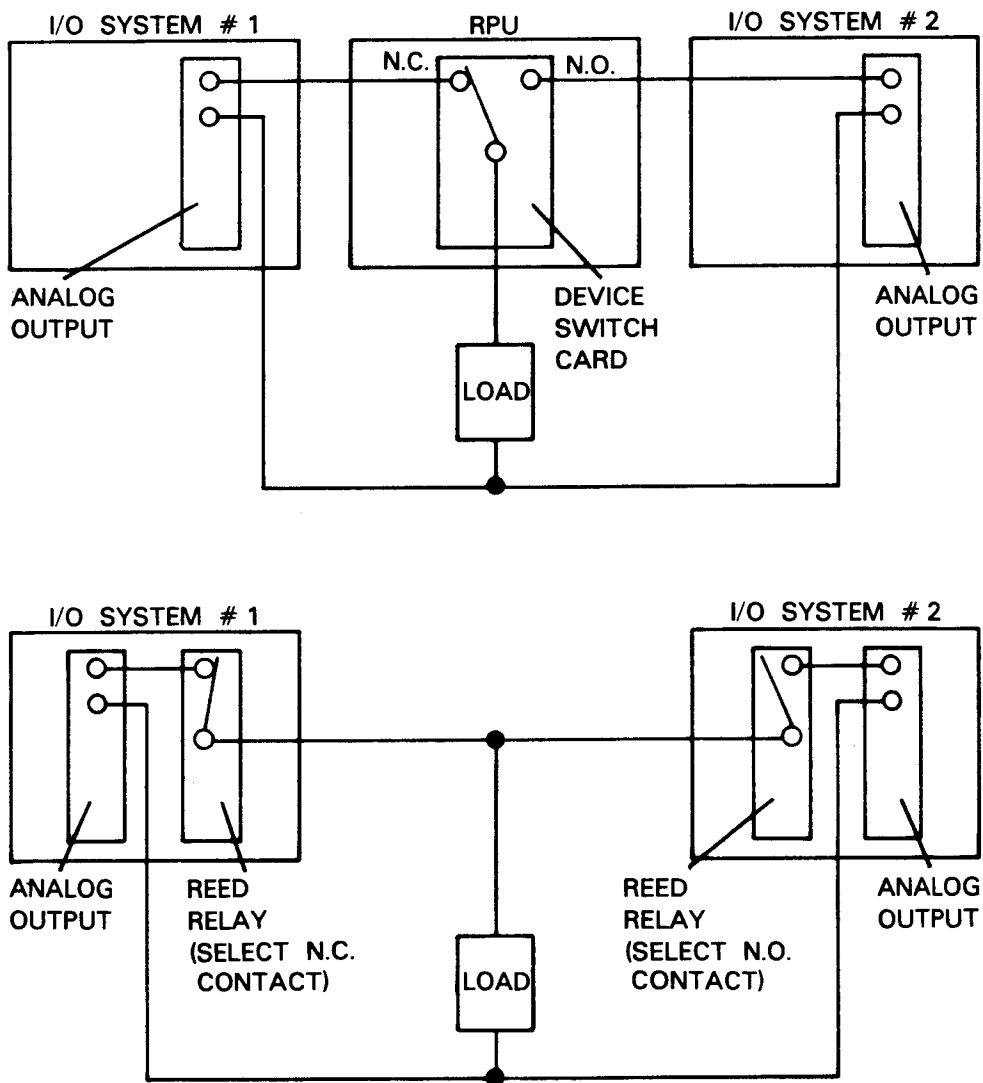 I/O SYSTEM # 1
RPU
I/O SYSTEM # 2
N.C.
N.O.
ANALOG
OUTPUT
DEVICE
SWITCH
CARD
ANALOG
OUTPUT
LOAD
I/O SYSTEM # 1
I/O SYSTEM # 2
ANALOG
OUTPUT
REED
RELAY
(SELECT N.C.
CONTACT)
REED
RELAY
(SELECT N.O.
CONTACT)
ANALOG
OUTPUT
LOAD